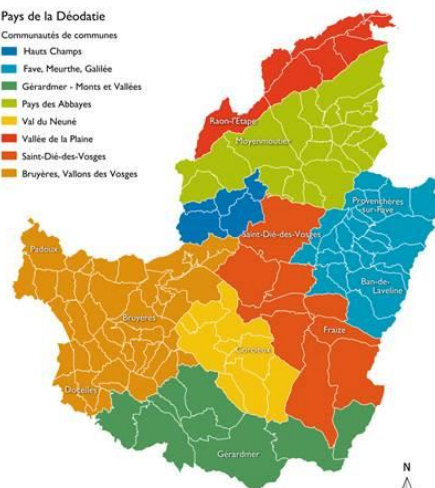 Pays de la Déodatie
Communautés de communes
Hauts Champs
Fave, Meurthe, Galilée
Gérardmer - Monts et Vallées
Pays des Abbayes
Val du Neuné
Vallée de la Plaine
Saint-Dié-des-Vosges
Bruyères, Vallons des Vosges
Raon-l'Etape
Moyenmoutier
Provenchères
sur-Fave
Saint-Dié-des-Vosges
Padoux
Ban-de-
Laveline
Bruyères
Fraize
Corcieux
Docelles
Gérardmer
N